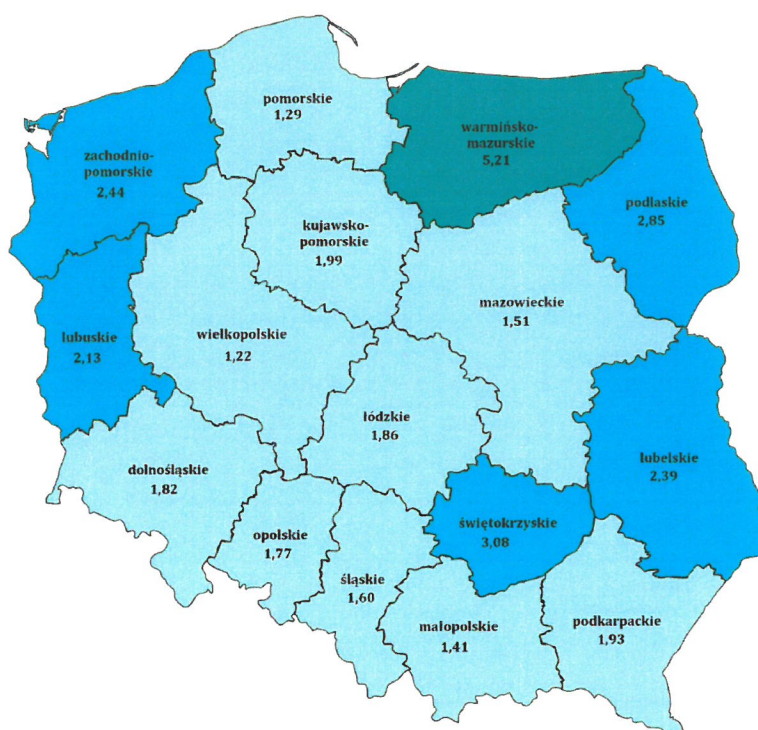 pomorskie
1,29
warmińsko-
mazurskie
5,21
zachodnio-
pomorskie
2,44
podlaskie
2,85
kujawsko-
pomorskie
1,99
mazowieckie
1,51
lubuskie
2,13
wielkopolskie
1,22
łódzkie
1,86
lubelskie
2,39
dolnośląskie
1,82
świętokrzyskie
3,08
opolskie
1,77
śląskie
1,60
małopolskie
1,41
podkarpackie
1,93